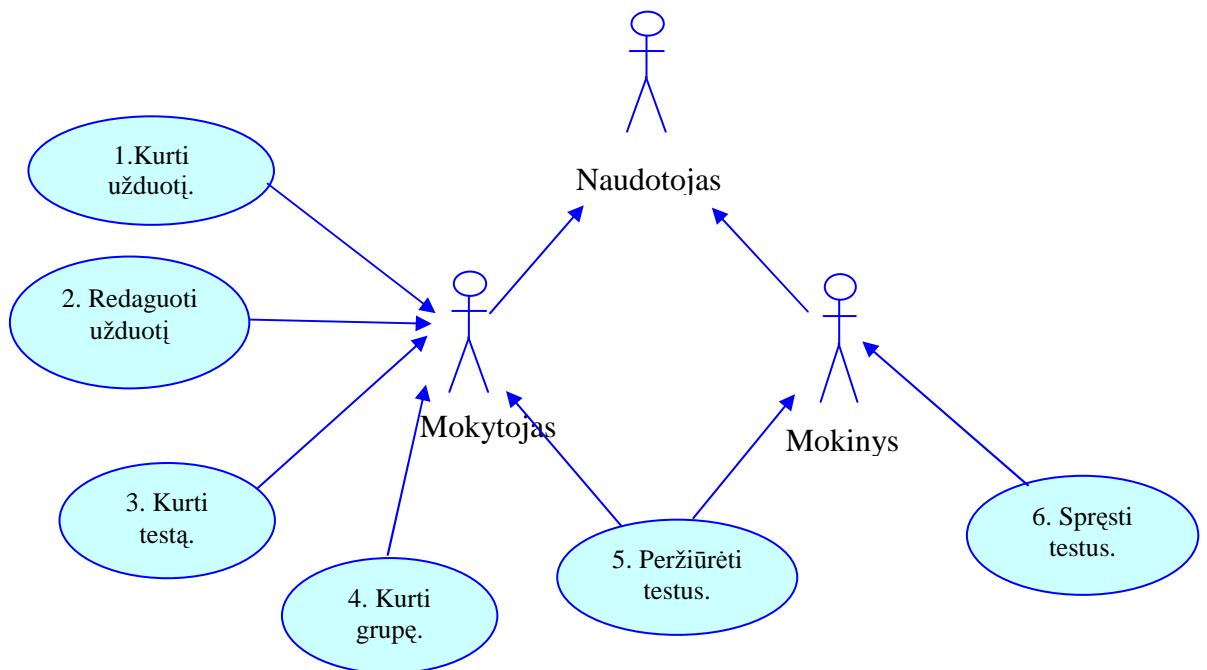 Naudotojas
1.Kurti
užduotį.
2. Redaguoti
užduotį
Mokytojas
Mokinys
3. Kurti
testą.
4. Kurti
grupę.
5. Peržiūrėti
testus.
6. Spręsti
testus.